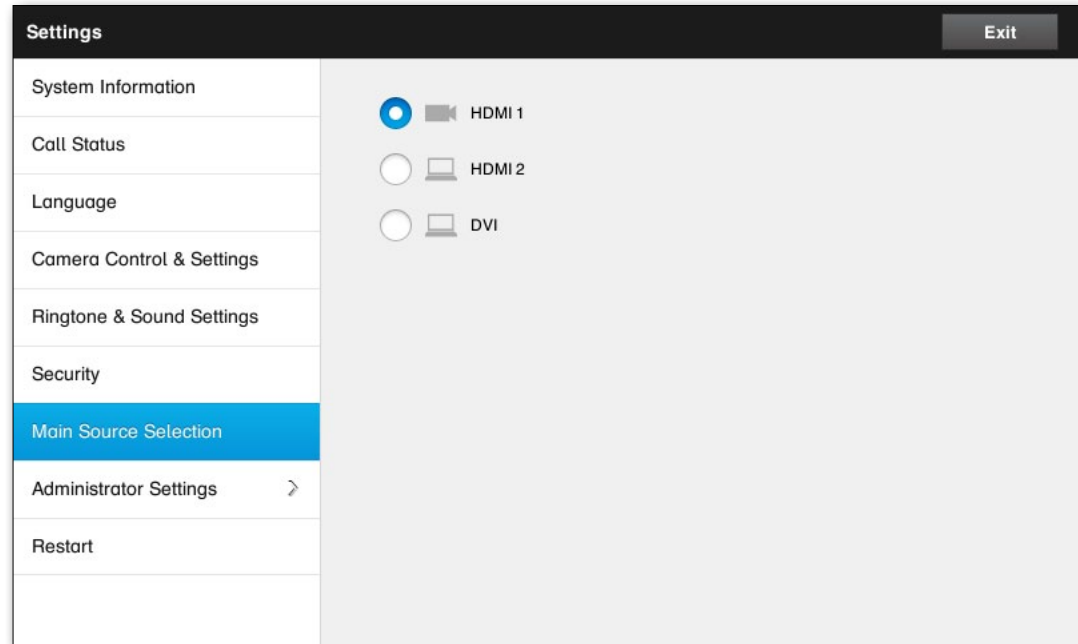 Settings
Exit
System Information
Call Status
Language
Camera Control & Settings
Ringtone & Sound Settings
Security
Main Source Selection
Administrator Settings
Restart
HDMI 1
HDMI 2
DVI